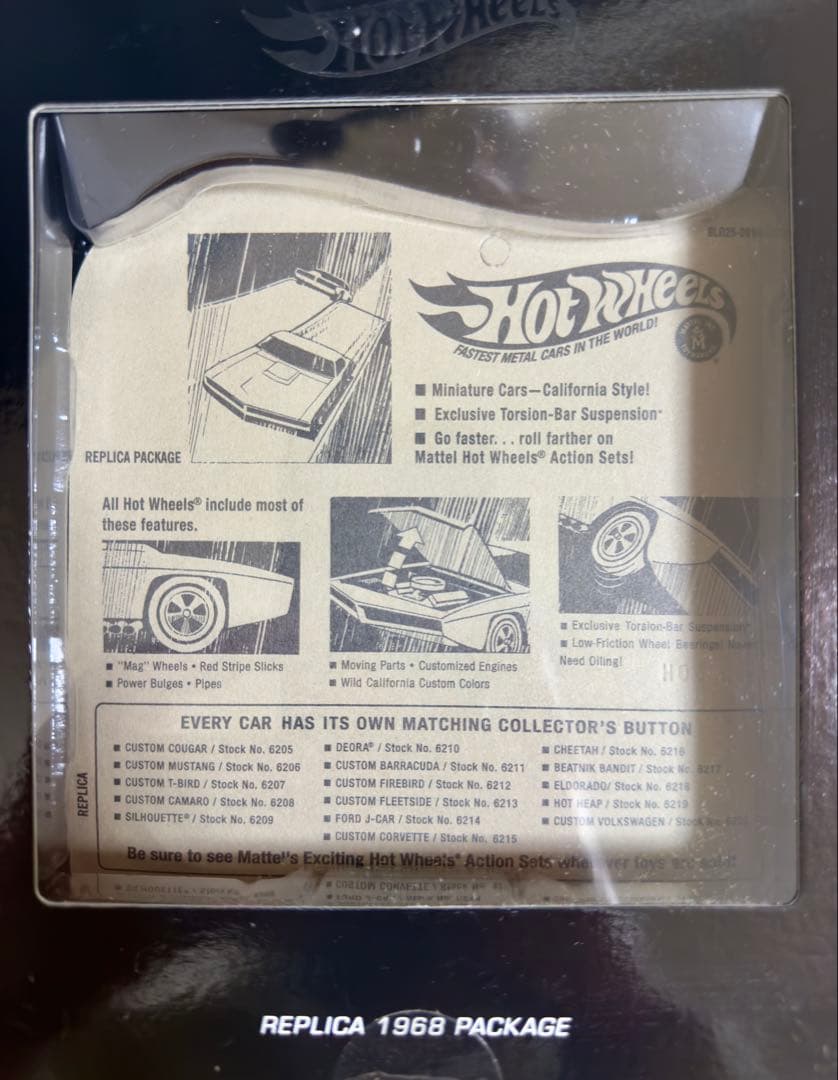 HOT WHEELS
HOT WHEELS
FASTEST METAL CARS IN THE WORLD!
■ Miniature Cars—California Style!
■ Exclusive Torsion-Bar Suspension
■ Go faster... roll farther on
Mattel Hot Wheels® Action Sets!
REPLICA PACKAGE
All Hot Wheels® include most of
these features.
■ "Mag" Wheels • Red Stripe Slicks
■ Power Bulges • Pipes
■ Moving Parts • Customized Engines
■ Wild California Custom Colors
■ Exclusive Torsion-Bar Suspension
■ Low-Friction Wheel Bearings!
Need Oiling!
EVERY CAR HAS ITS OWN MATCHING COLLECTOR'S BUTTON
■ CUSTOM COUGAR / Stock No. 6205
■ CUSTOM MUSTANG / Stock No. 6206
■ CUSTOM T-BIRD / Stock No. 6207
■ CUSTOM CAMARO / Stock No. 6208
■ SILHOUETTE® / Stock No. 6209
■ DEORA® / Stock No. 6210
■ CUSTOM BARRACUDA / Stock No. 6211
■ CUSTOM FIREBIRD / Stock No. 6212
■ CUSTOM FLEETSIDE / Stock No. 6213
■ FORD J-CAR / Stock No. 6214
■ CUSTOM CORVETTE / Stock No. 6215
■ CHEETAH / Stock No. 6216
■ BEATNIK BANDIT / Stock No. 6217
■ ELDORADO / Stock No. 6218
■ HOT HEAP / Stock No. 6219
■ CUSTOM VOLKSWAGEN / Stock
REPLICA
Be sure to see Mattel's Exciting Hot Wheels® Action Sets wherever toys are sold!
REPLICA 1968 PACKAGE